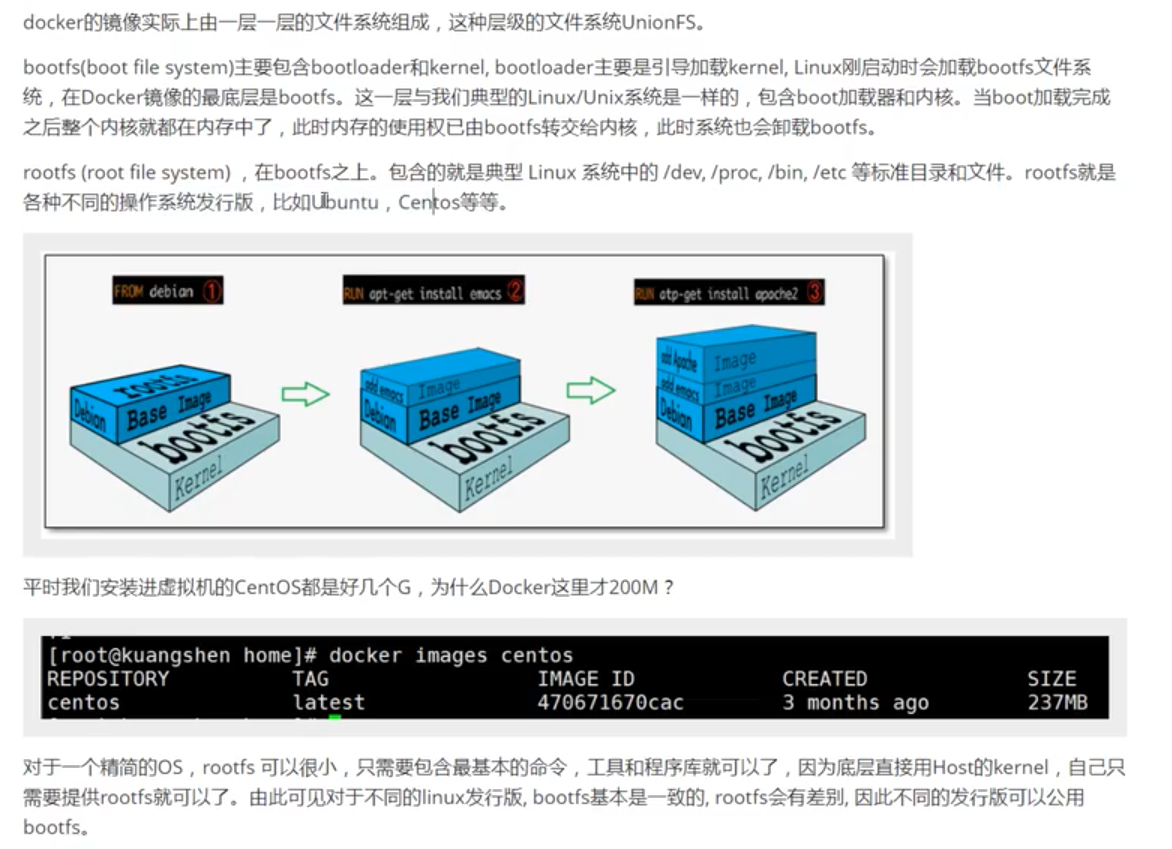 docker的镜像实际上由一层一层的文件系统组成，这种层级的文件系统UnionFS。
bootfs(boot file system)主要包含bootloader和kernel, bootloader主要是引导加载kernel, Linux刚启动时会加载bootfs文件系
统，在Docker镜像的最底层是bootfs。这一层与我们典型的Linux/Unix系统是一样的，包含boot加载器和内核。当boot加载完成
之后整个内核就都在内存中了，此时内存的使用权已由bootfs转交给内核，此时系统也会卸载bootfs。
rootfs (root file system) ，在bootfs之上。包含的就是典型 Linux 系统中的 /dev, /proc, /bin, /etc 等标准目录和文件。rootfs就是
各种不同的操作系统发行版，比如Ubuntu，Centos等等。
FROM debian ①
RUN apt-get install emacs ②
RUN atp-get install apache2 ③
rootfs
Debian
Base Image
bootfs
Kernel
add emacs
Image
Debian
Base Image
bootfs
Kernel
add Apache
Image
add emacs
Image
Debian
Base Image
bootfs
Kernel
平时我们安装进虚拟机的CentOS都是好几个G，为什么Docker这里才200M？
[root@kuangshen home]# docker images centos
REPOSITORY TAG IMAGE ID CREATED SIZE
centos latest 470671670cac 3 months ago 237MB
对于一个精简的OS，rootfs 可以很小，只需要包含最基本的命令，工具和程序库就可以了，因为底层直接用Host的kernel，自己只
需要提供rootfs就可以了。由此可见对于不同的linux发行版, bootfs基本是一致的, rootfs会有差别, 因此不同的发行版可以公用
bootfs。